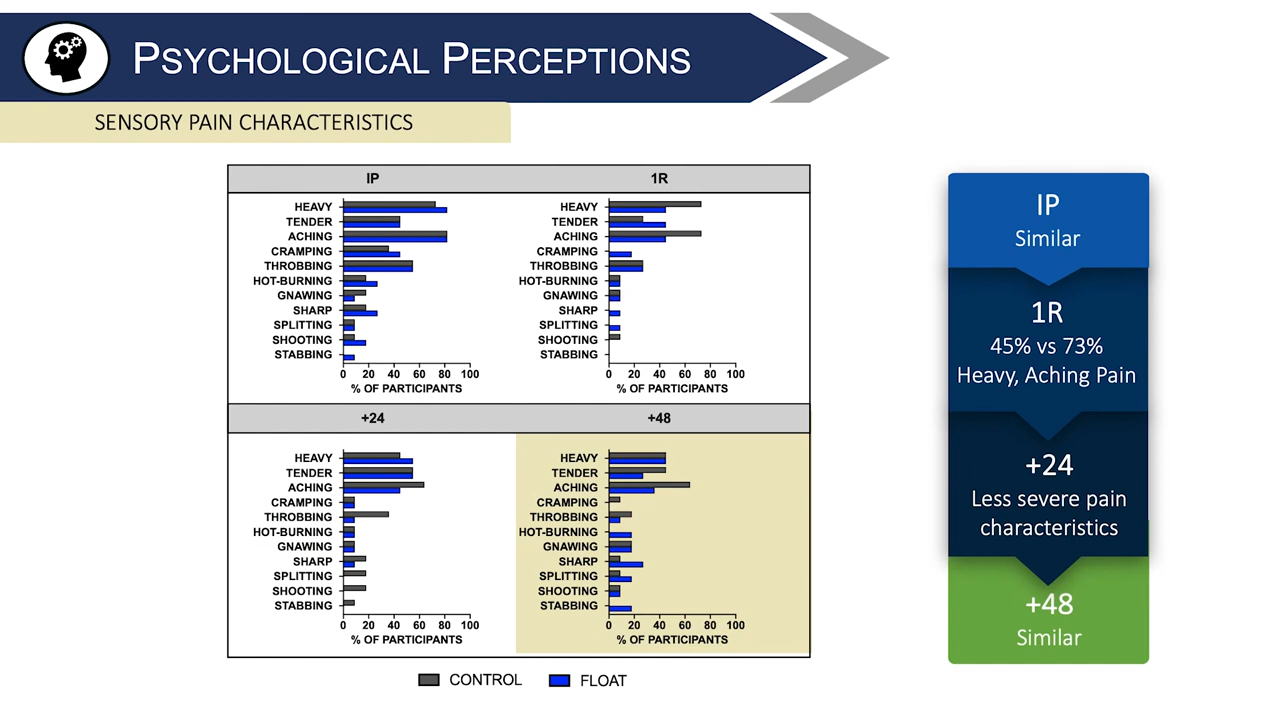 PSYCHOLOGICAL PERCEPTIONS
SENSORY PAIN CHARACTERISTICS
IP
HEAVY
TENDER
ACHING
CRAMPING
THROBBING
HOT-BURNING
GNAWING
SHARP
SPLITTING
SHOOTING
STABBING
0 20 40 60 80 100
% OF PARTICIPANTS
1R
HEAVY
TENDER
ACHING
CRAMPING
THROBBING
HOT-BURNING
GNAWING
SHARP
SPLITTING
SHOOTING
STABBING
0 20 40 60 80 100
% OF PARTICIPANTS
+24
HEAVY
TENDER
ACHING
CRAMPING
THROBBING
HOT-BURNING
GNAWING
SHARP
SPLITTING
SHOOTING
STABBING
0 20 40 60 80 100
% OF PARTICIPANTS
+48
HEAVY
TENDER
ACHING
CRAMPING
THROBBING
HOT-BURNING
GNAWING
SHARP
SPLITTING
SHOOTING
STABBING
0 20 40 60 80 100
% OF PARTICIPANTS
CONTROL FLOAT
IP
Similar
1R
45% vs 73%
Heavy, Aching Pain
+24
Less severe pain
characteristics
+48
Similar